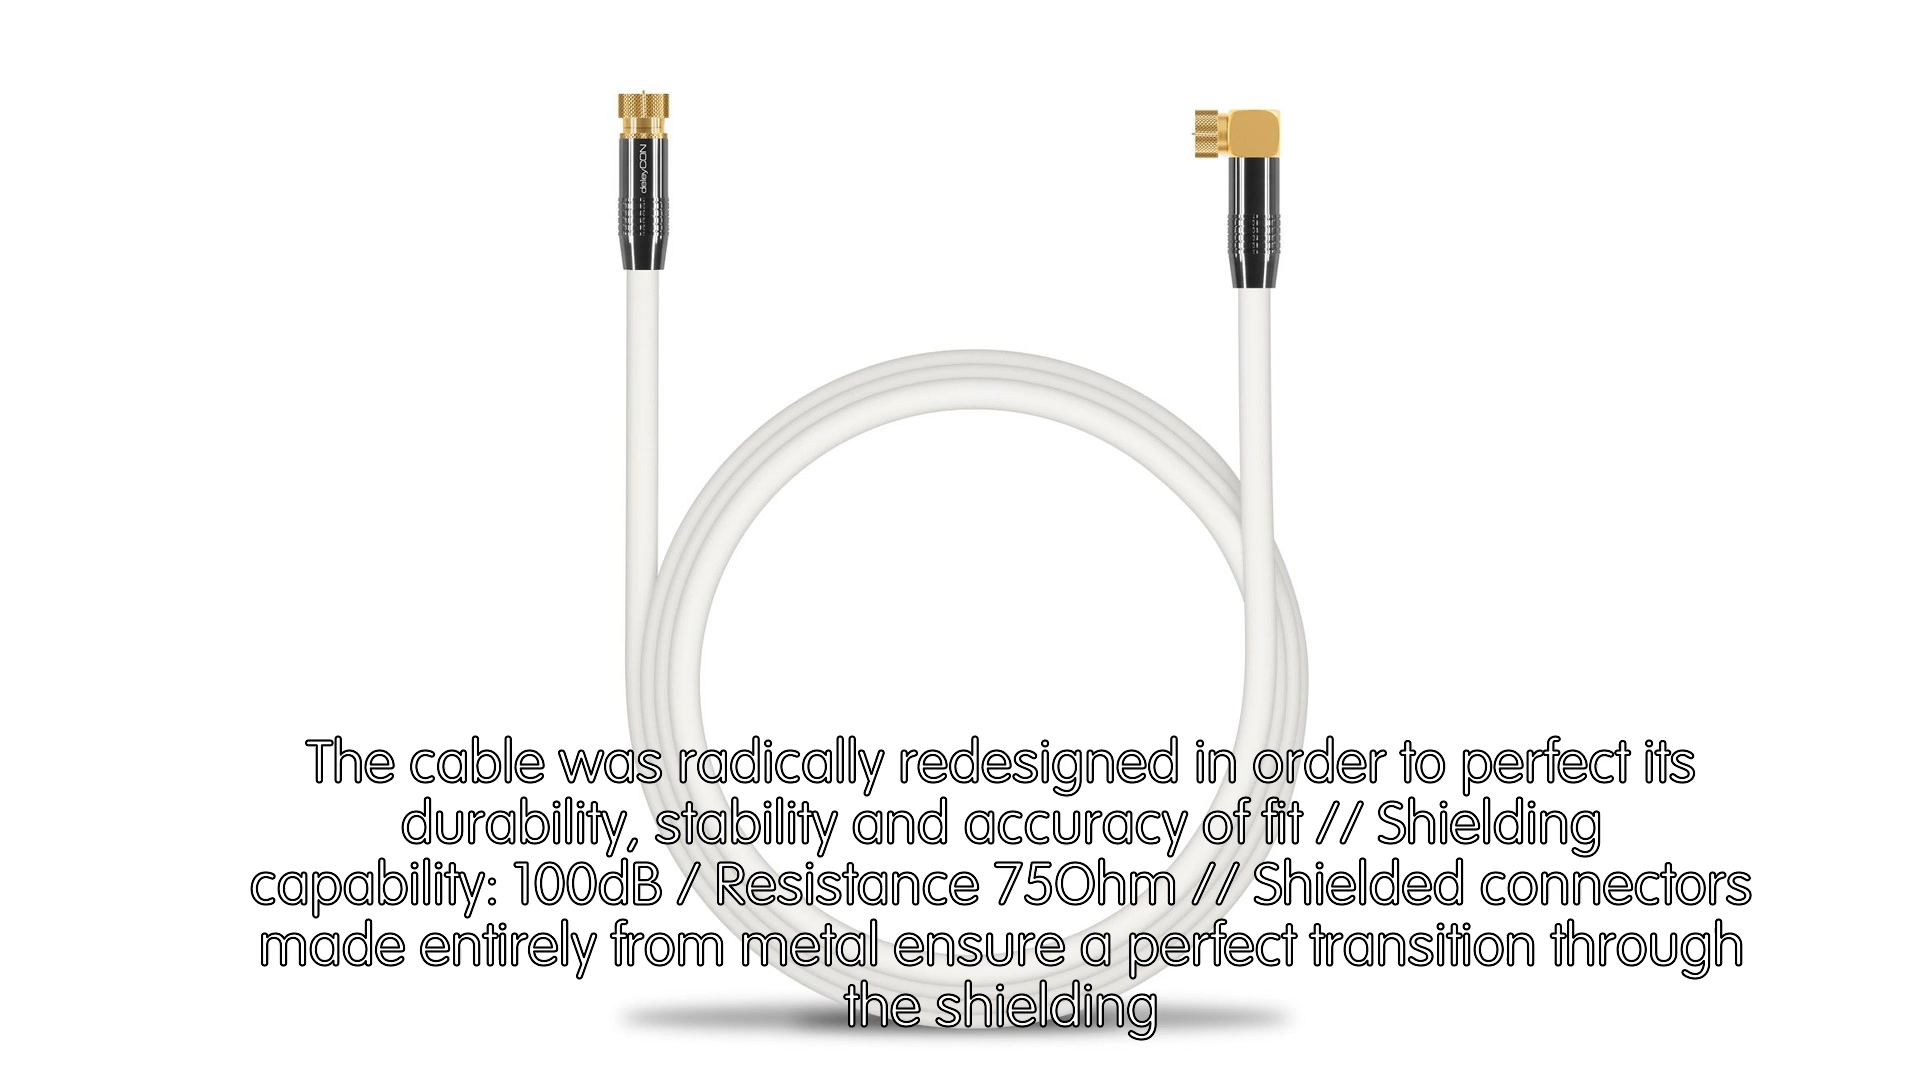 deleyCON
The cable was radically redesigned in order to perfect its
durability, stability and accuracy of fit // Shielding
capability: 100dB / Resistance 75Ohm // Shielded connectors
made entirely from metal ensure a perfect transition through
the shielding